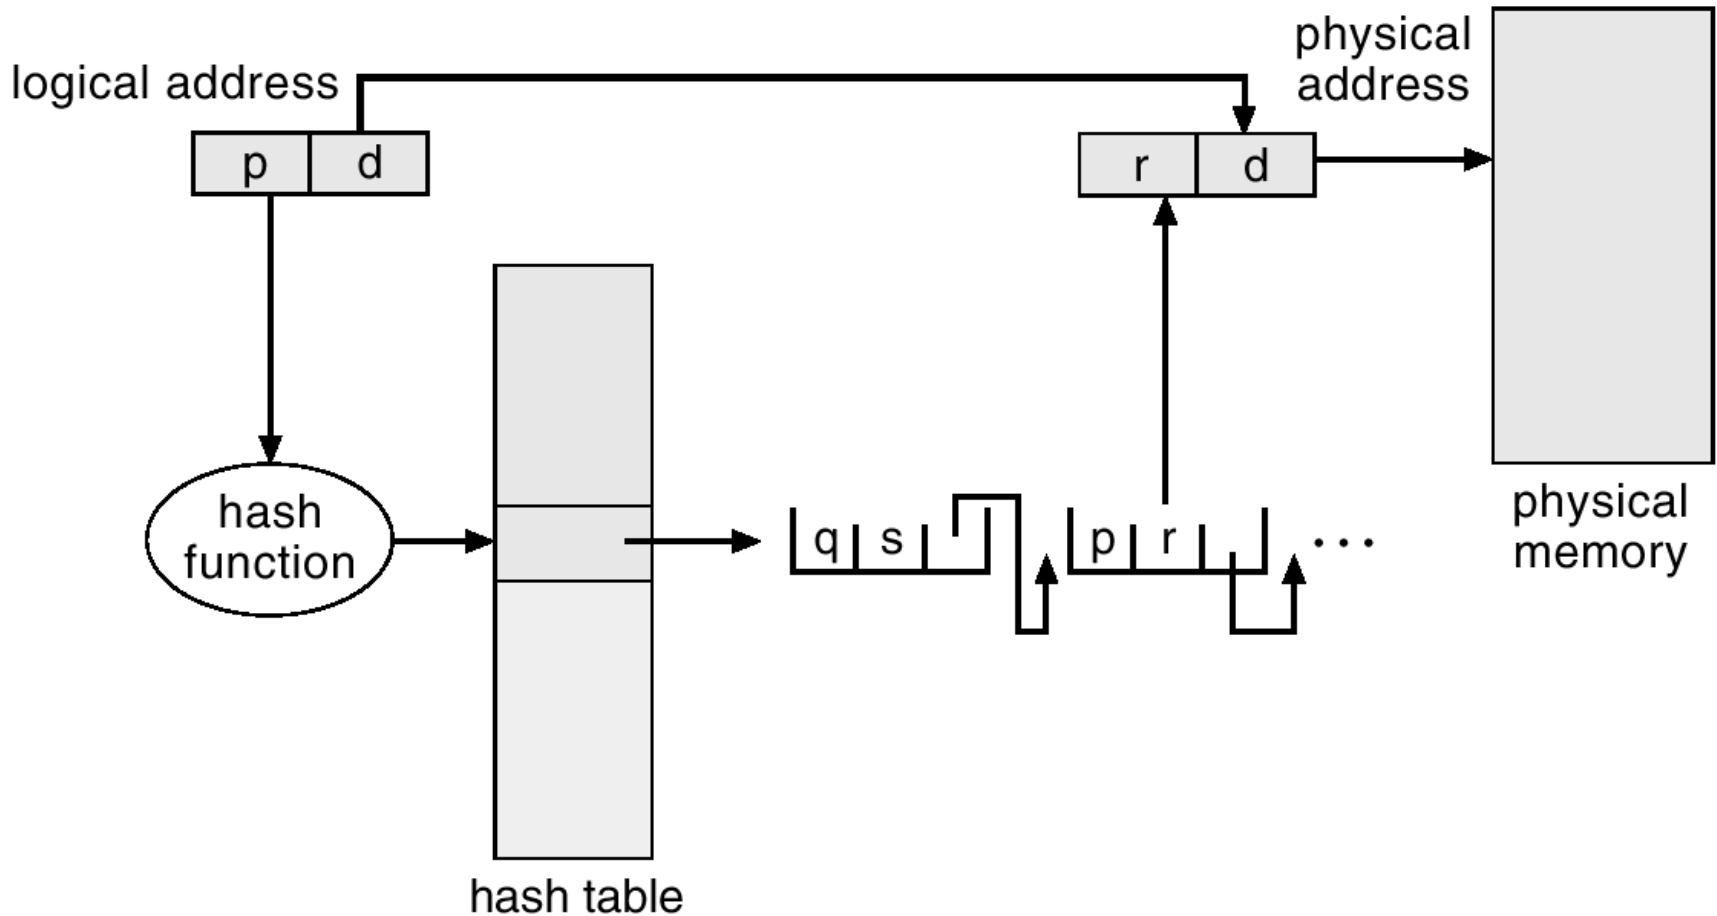 logical address
physical
address
p d
r d
hash
function
q s
p r
...
physical
memory
hash table